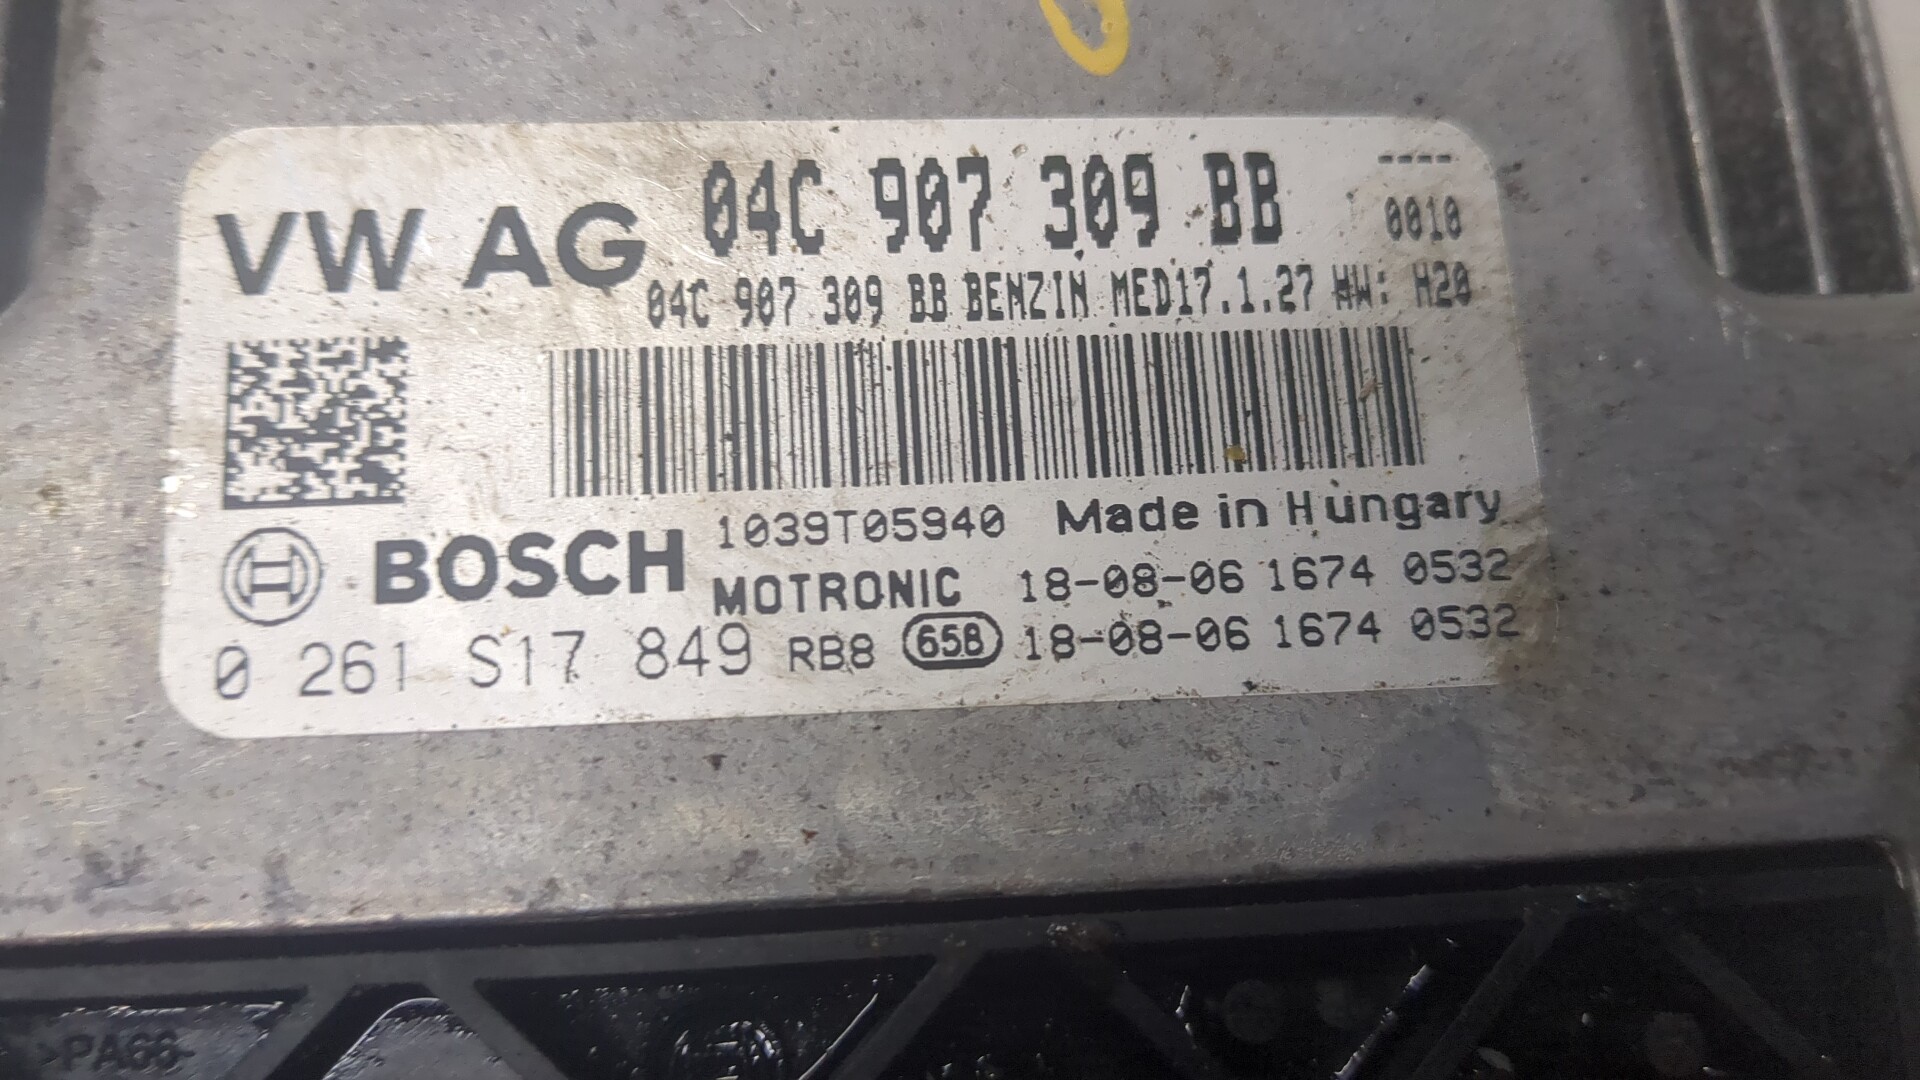 VW AG 04C 907 309 BB ----
0010
04C 907 309 BB BENZIN MED17.1.27 HW: H20
BOSCH 1039T05940 Made in Hungary
MOTRONIC 18-08-06 1674 0532
0 261 S17 849 RB8 65B 18-08-06 1674 0532
>PA66-